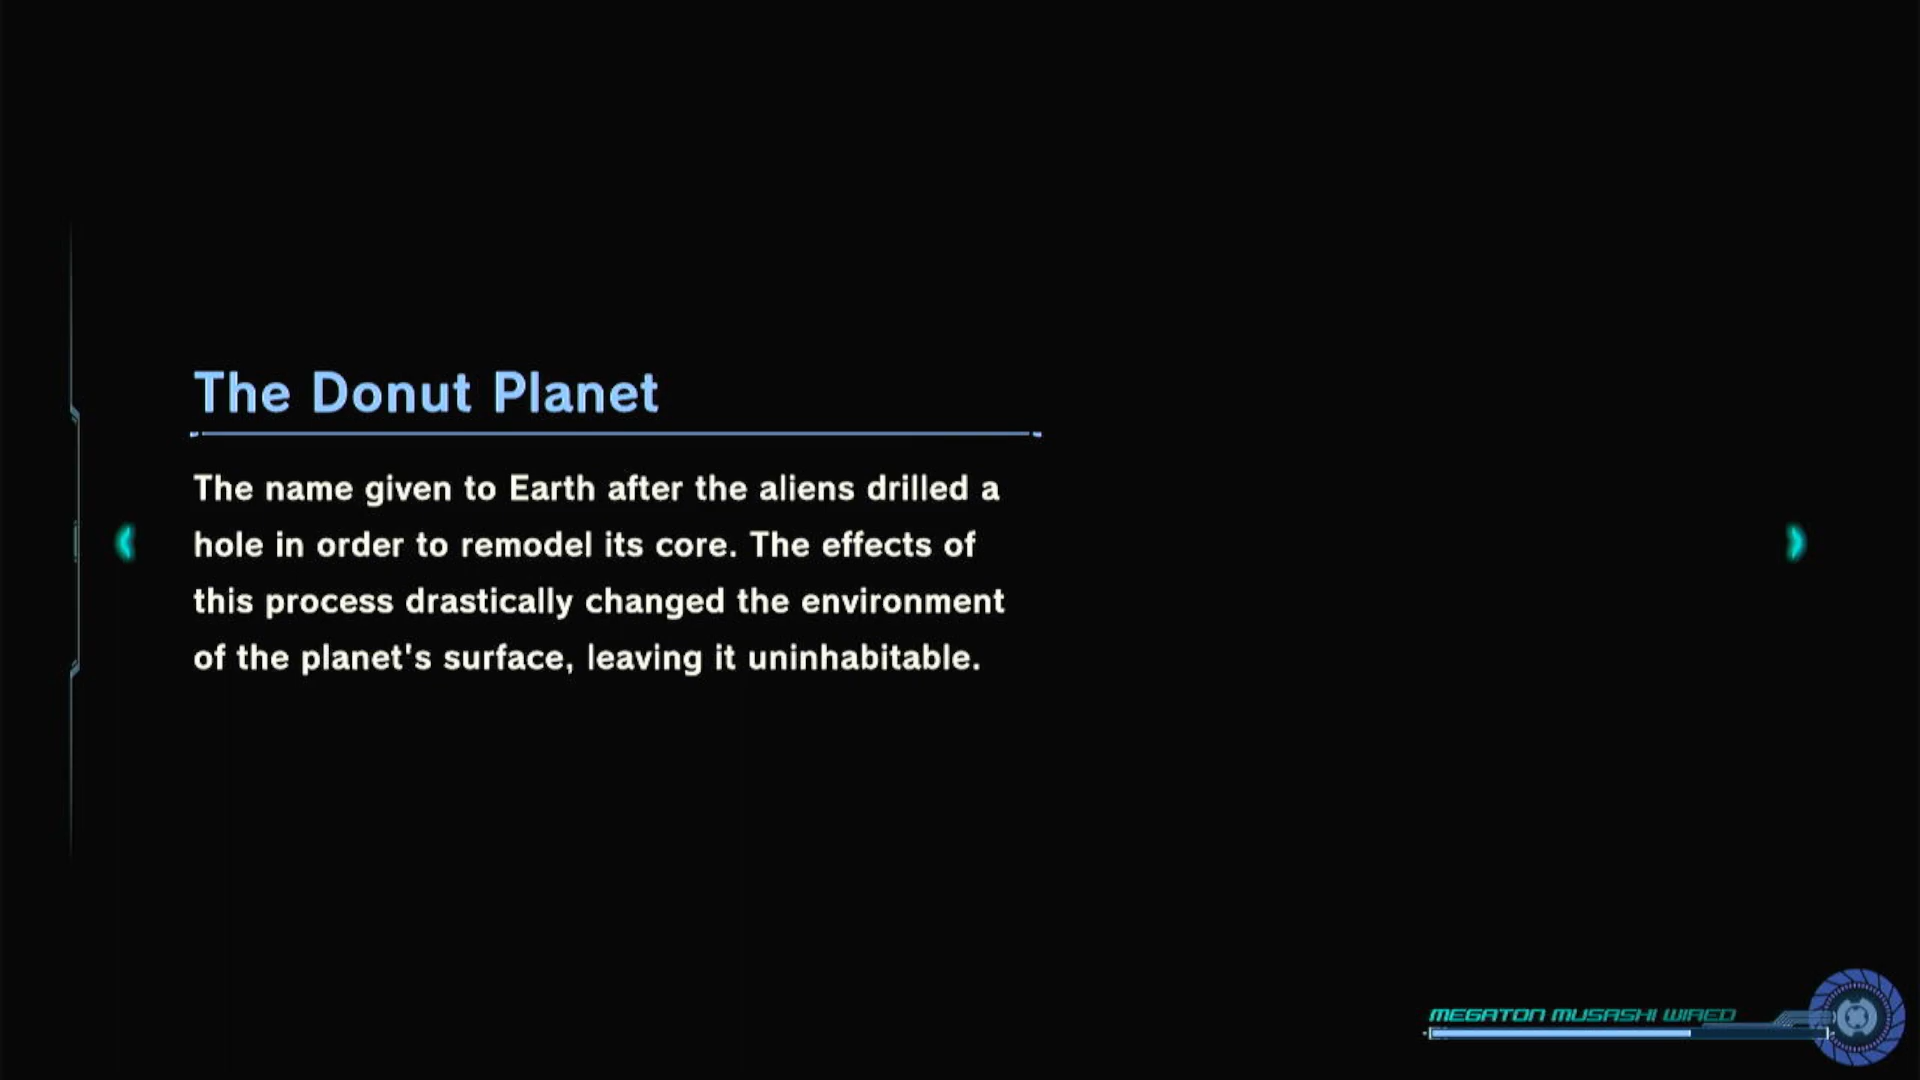 The Donut Planet
The name given to Earth after the aliens drilled a
hole in order to remodel its core. The effects of
this process drastically changed the environment
of the planet's surface, leaving it uninhabitable.
MEGATON MUSASHI WIRED